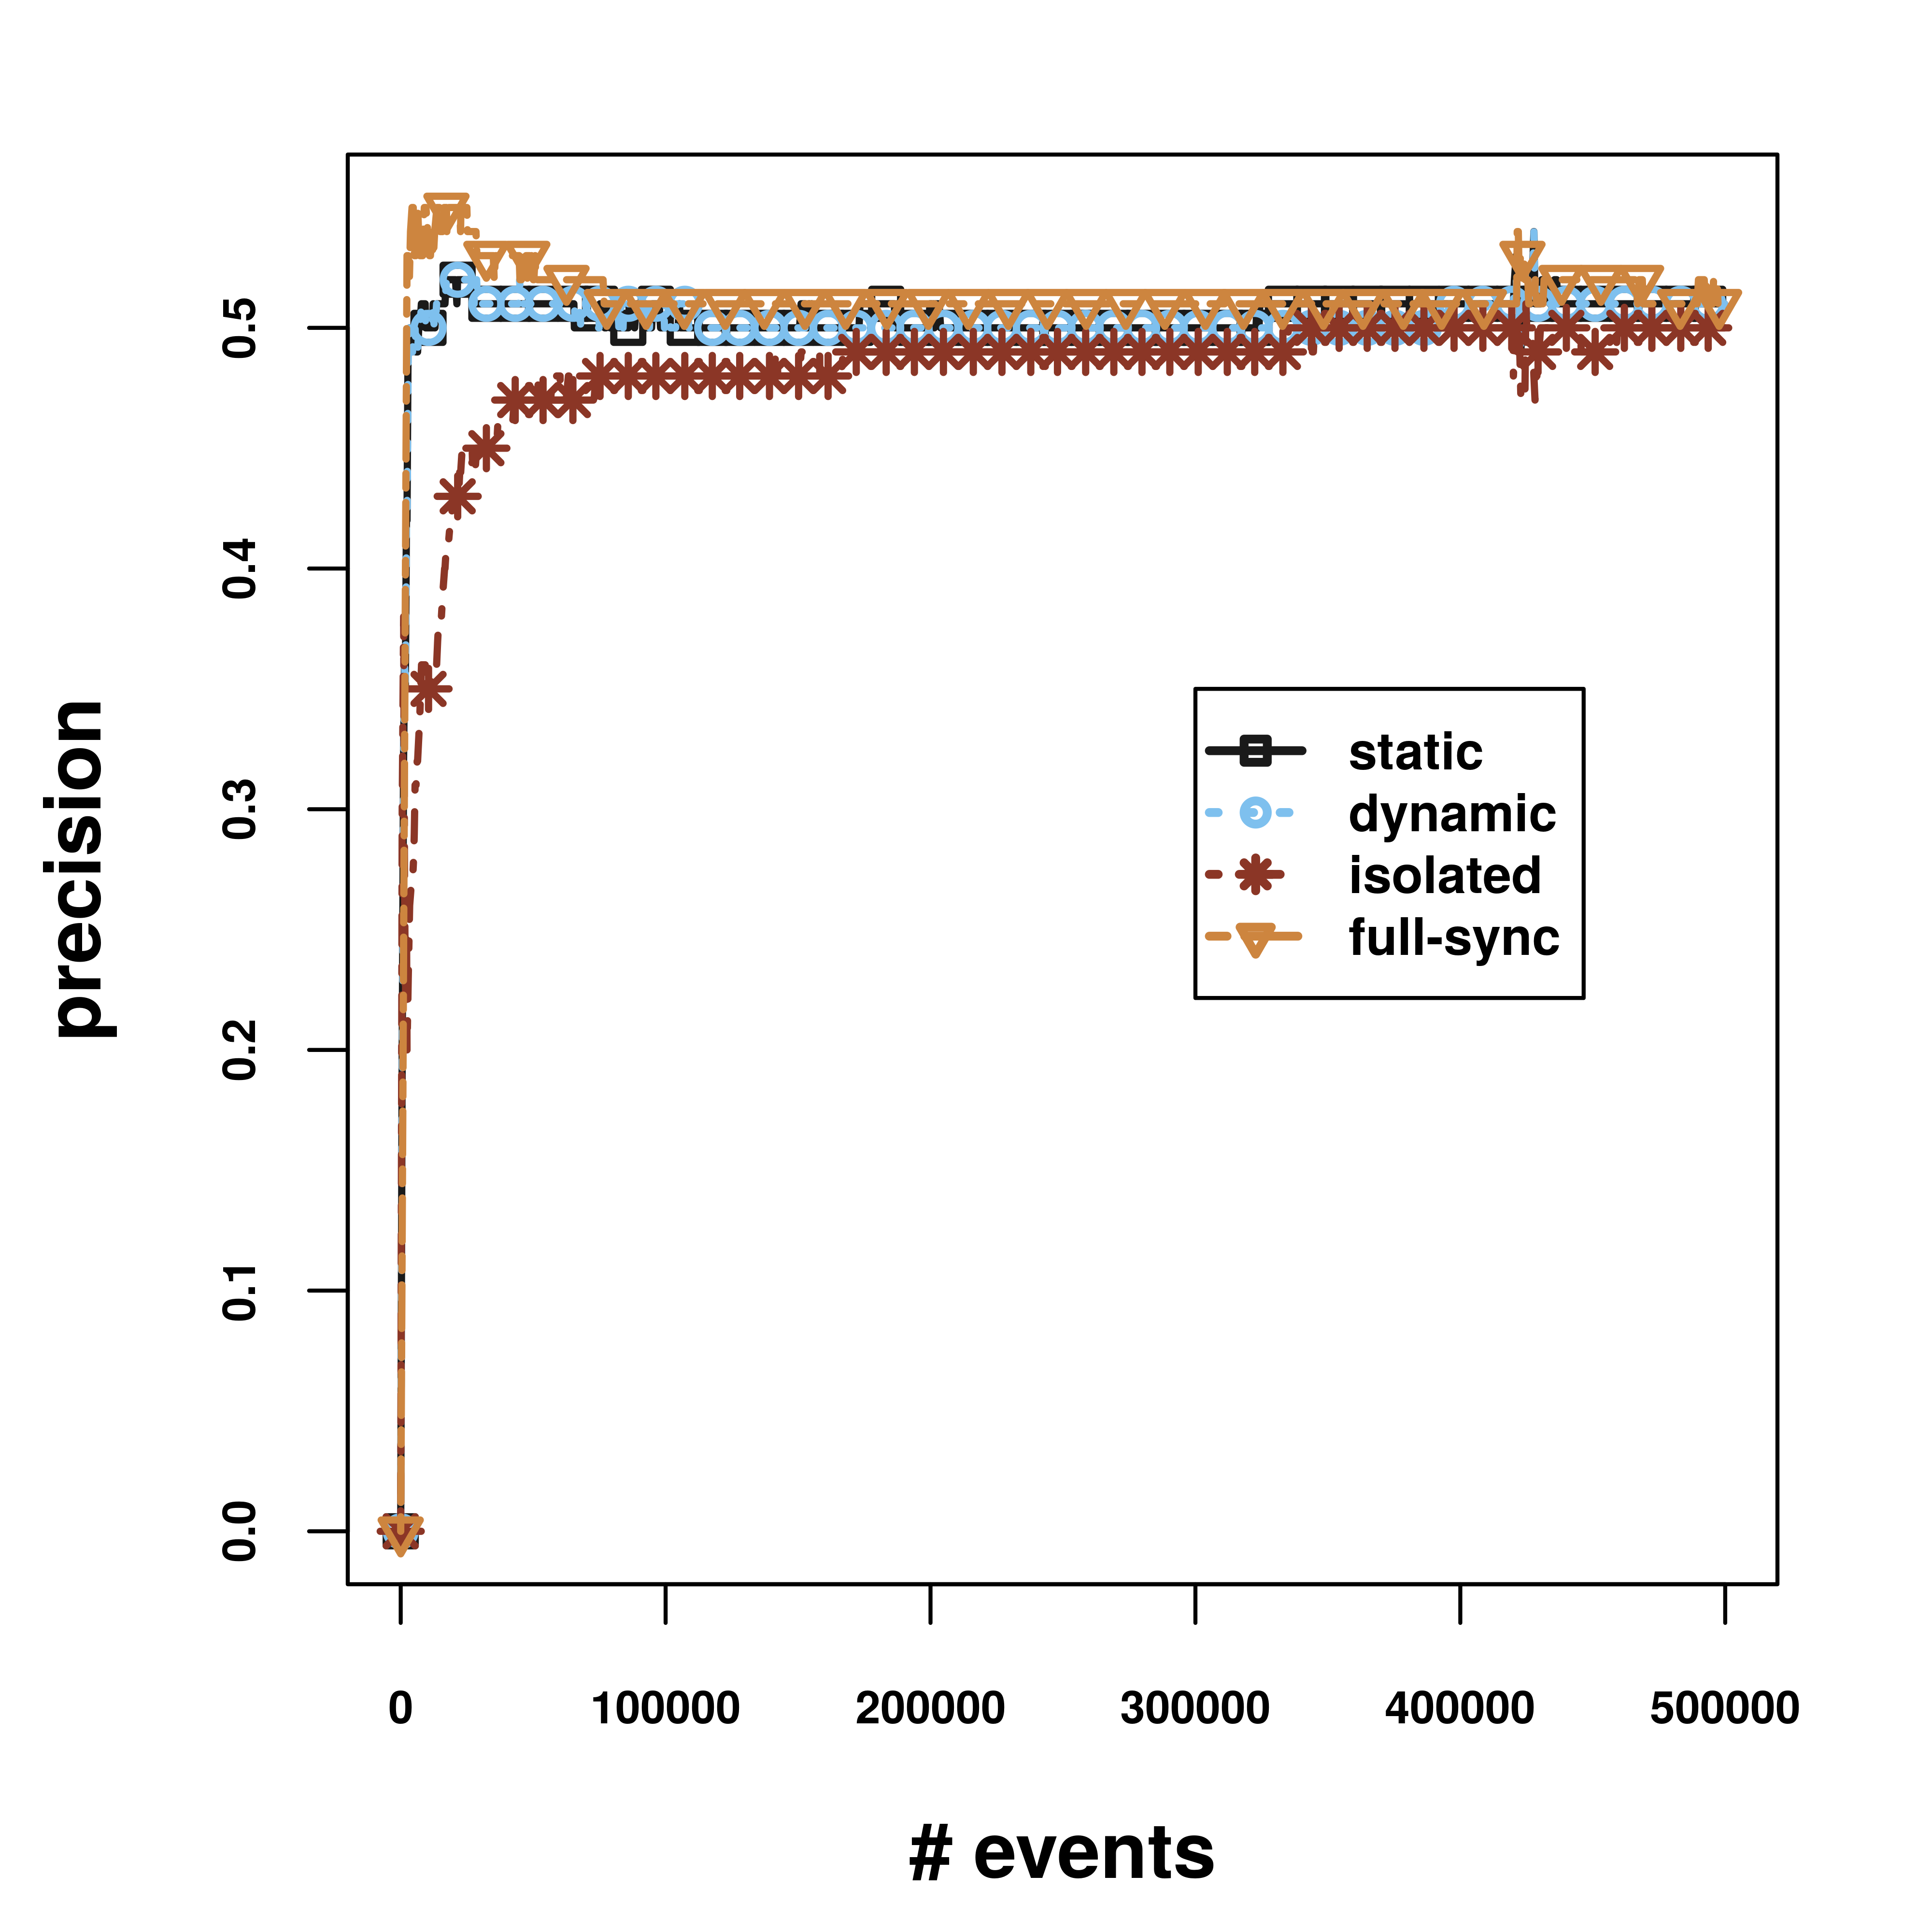 precision
0.5
0.4
0.3
0.2
0.1
0.0
static
dynamic
isolated
full-sync
0 100000 200000 300000 400000 500000
# events